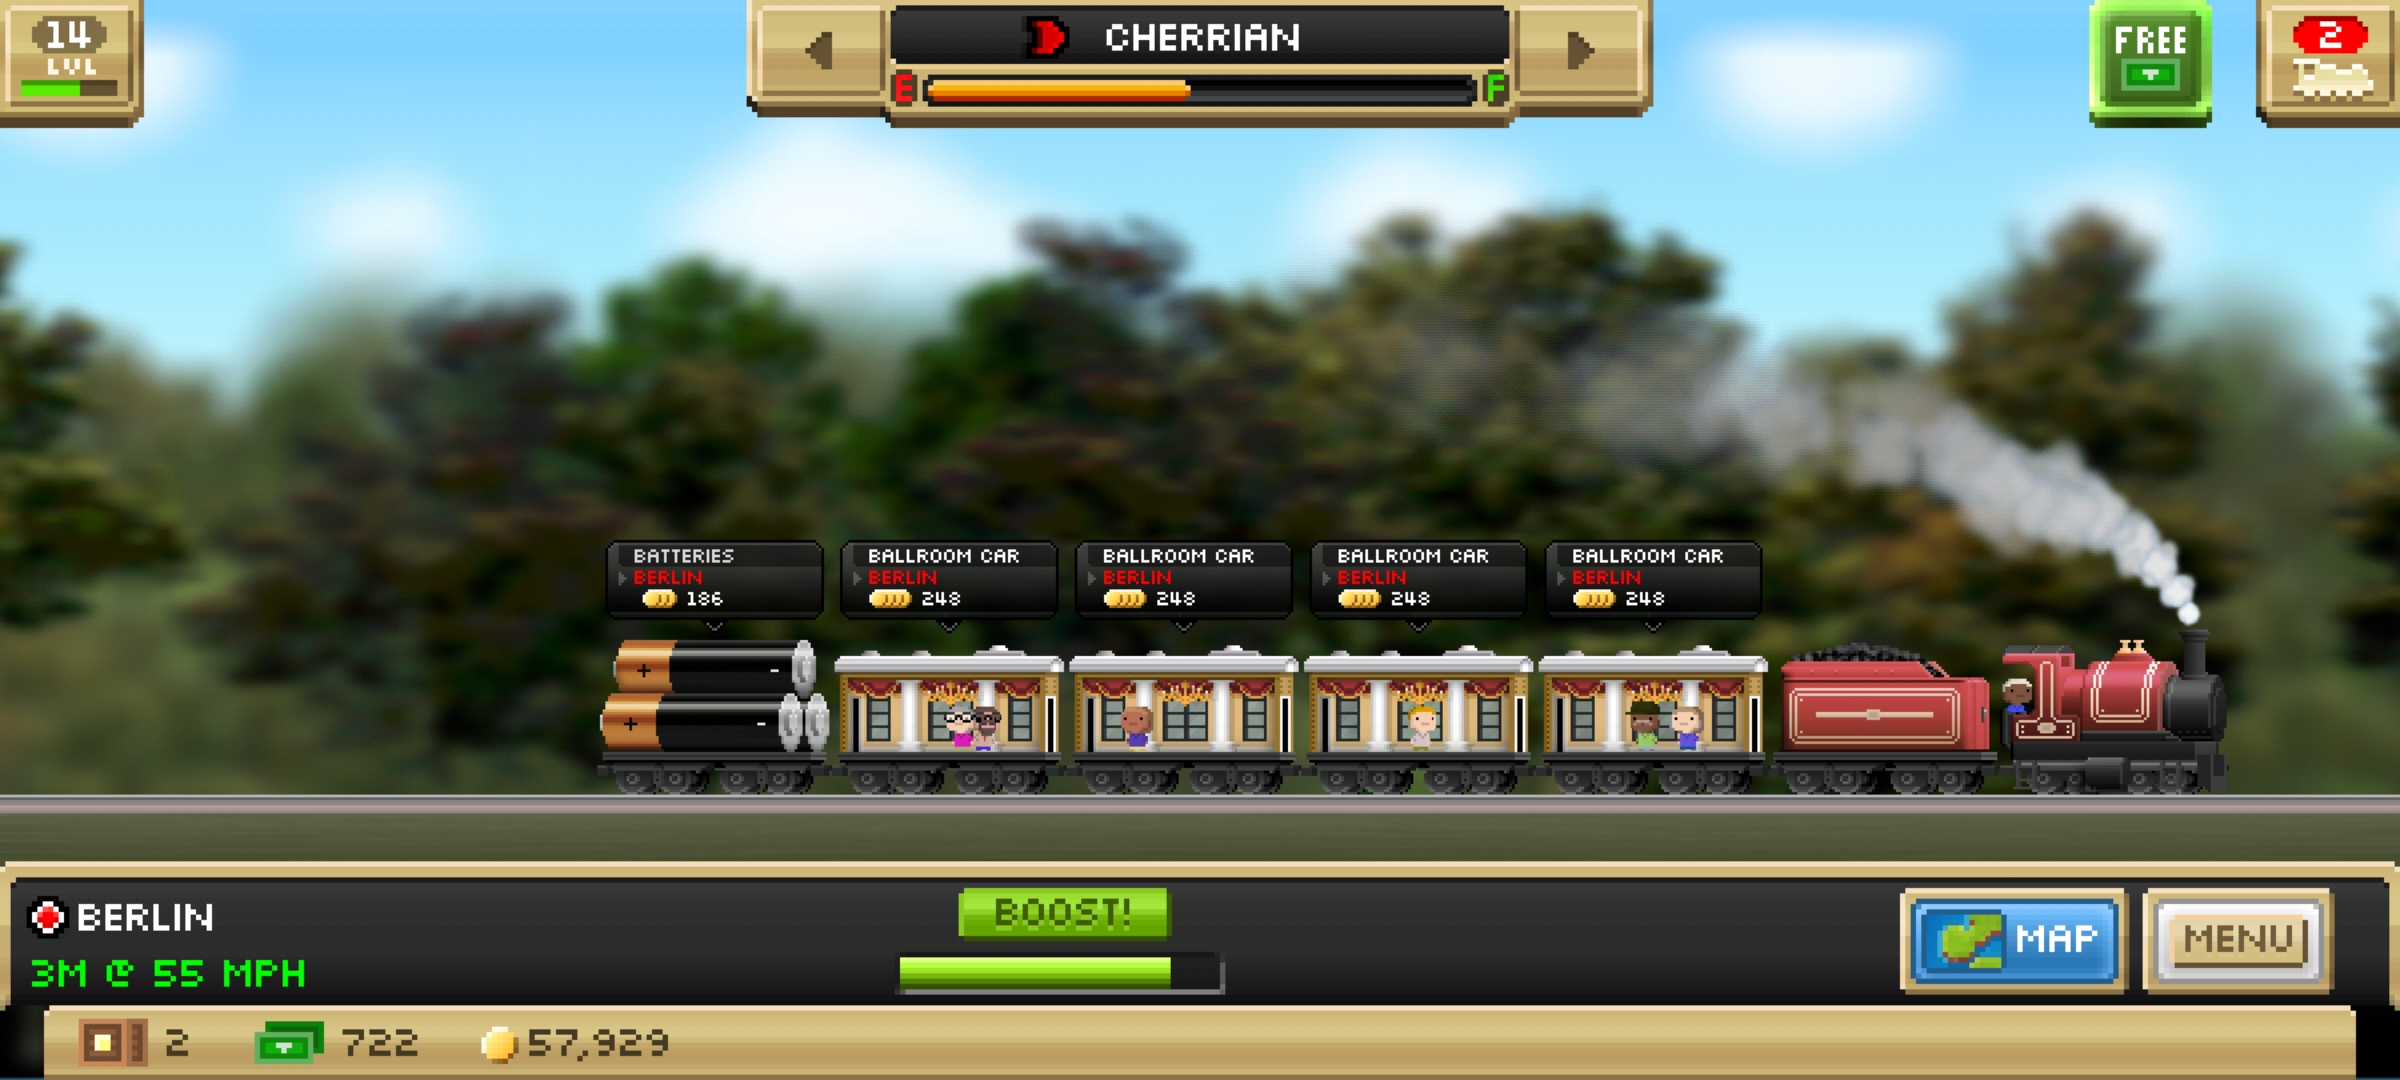 14
LVL
CHERRIAN
E F
FREE
2
BATTERIES
BERLIN
186
BALLROOM CAR
BERLIN
248
BALLROOM CAR
BERLIN
248
BALLROOM CAR
BERLIN
248
BALLROOM CAR
BERLIN
248
+ -
+ -
BERLIN
3M @ 55 MPH
BOOST!
MAP
MENU
2
722
57,929